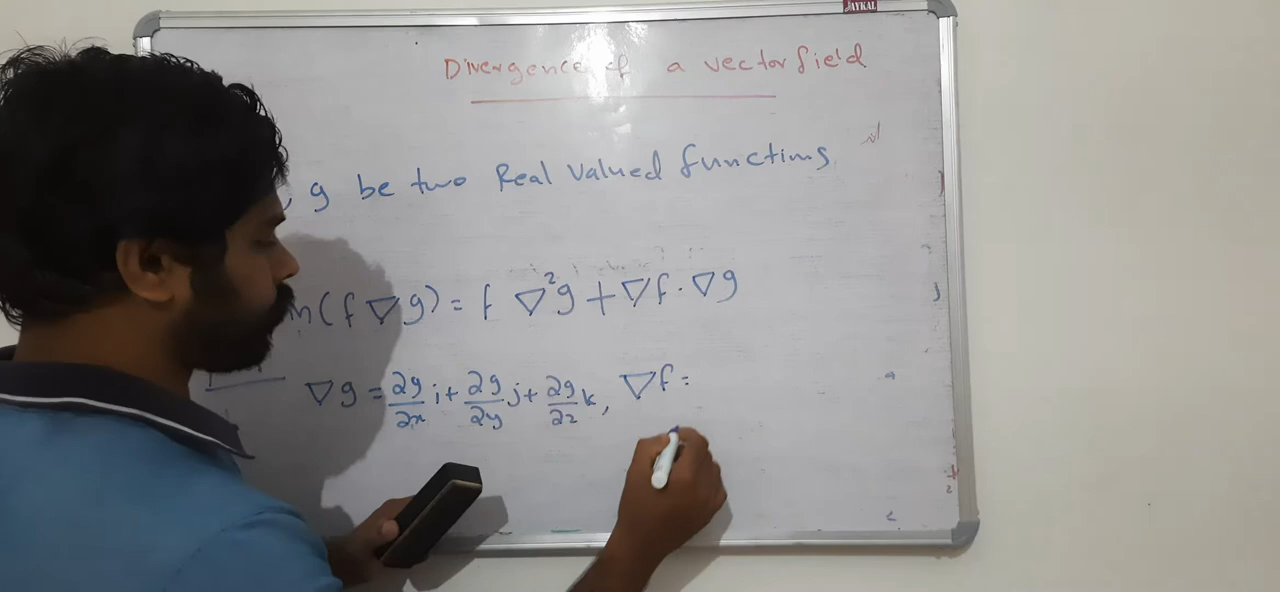 JAYKAL
Divergence of a vector field
, g be two Real Valued functions
(f ∇g) = f ∇²g + ∇f · ∇g
∇g = ∂g/∂x i + ∂g/∂y j + ∂g/∂z k, ∇f =